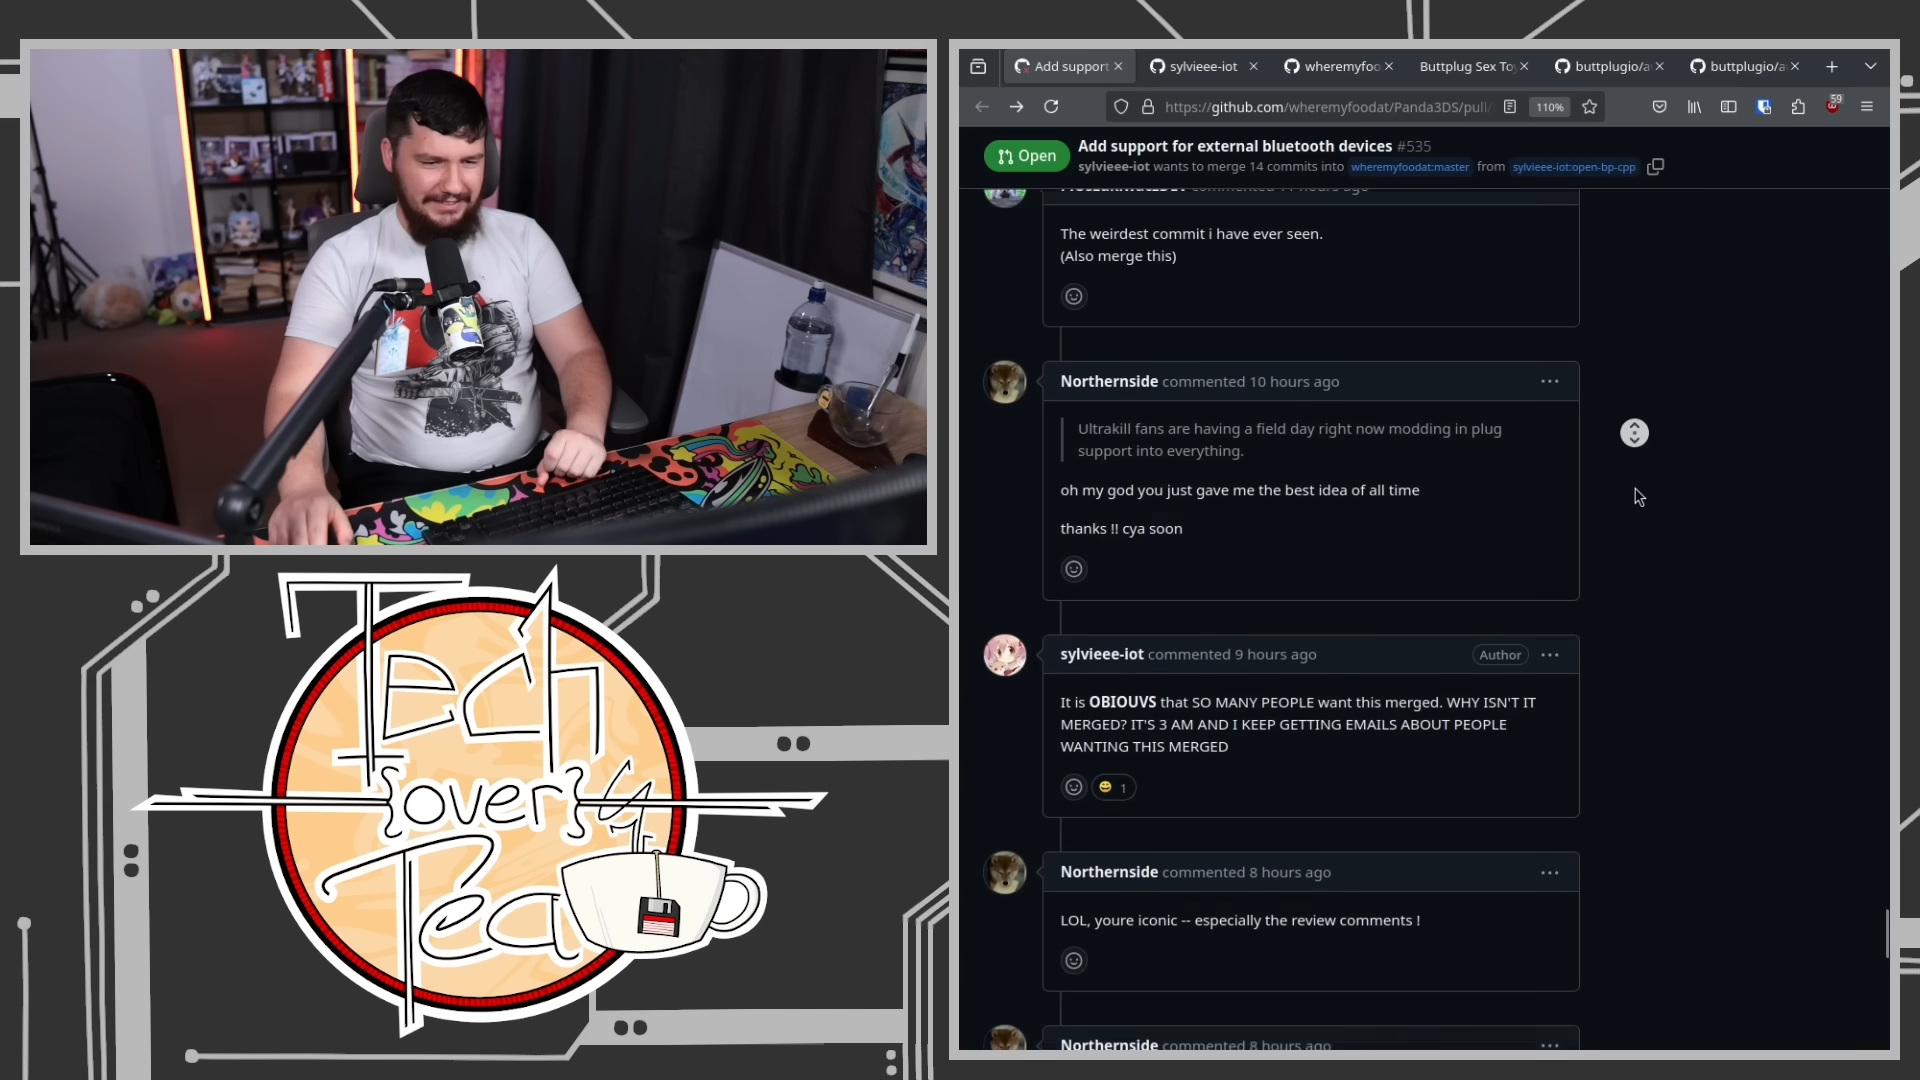 Add support
sylvieee-iot
wheremyfoo
Buttplug Sex To
buttplugio/a
buttplugio/a
https://github.com/wheremyfoodat/Panda3DS/pull/
110%
59
Open
Add support for external bluetooth devices #535
sylvieee-iot wants to merge 14 commits into wheremyfoodat:master from sylvieee-iot:open-bp-cpp
The weirdest commit i have ever seen.
(Also merge this)
Northernside commented 10 hours ago
Ultrakill fans are having a field day right now modding in plug
support into everything.
oh my god you just gave me the best idea of all time
thanks !! cya soon
sylvieee-iot commented 9 hours ago
Author
It is OBIOUVS that SO MANY PEOPLE want this merged. WHY ISN'T IT
MERGED? IT'S 3 AM AND I KEEP GETTING EMAILS ABOUT PEOPLE
WANTING THIS MERGED
1
Northernside commented 8 hours ago
LOL, youre iconic -- especially the review comments !
Northernside commented 8 hours ago
Tech
{over}
Tea